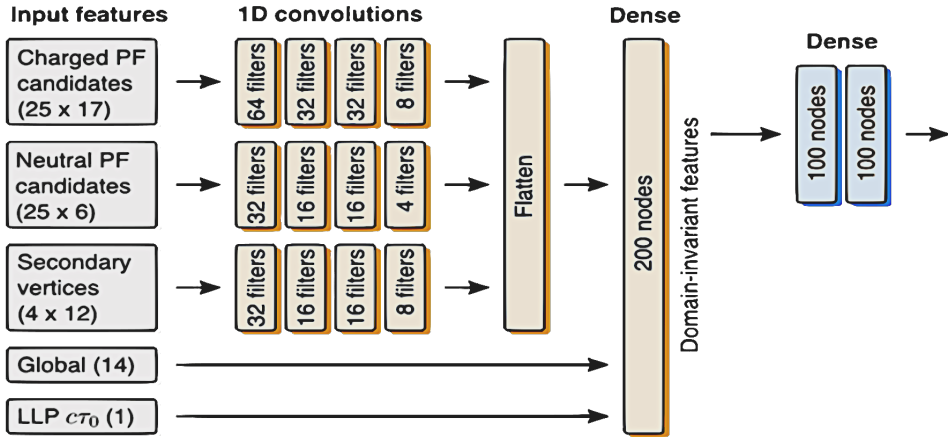 Input features
1D convolutions
Dense
Dense
Charged PF
candidates
(25 x 17)
64 filters
32 filters
32 filters
8 filters
Neutral PF
candidates
(25 x 6)
32 filters
16 filters
16 filters
4 filters
Secondary
vertices
(4 x 12)
32 filters
16 filters
16 filters
8 filters
Flatten
200 nodes
Domain-invariant features
100 nodes
100 nodes
Global (14)
LLP cτ₀ (1)